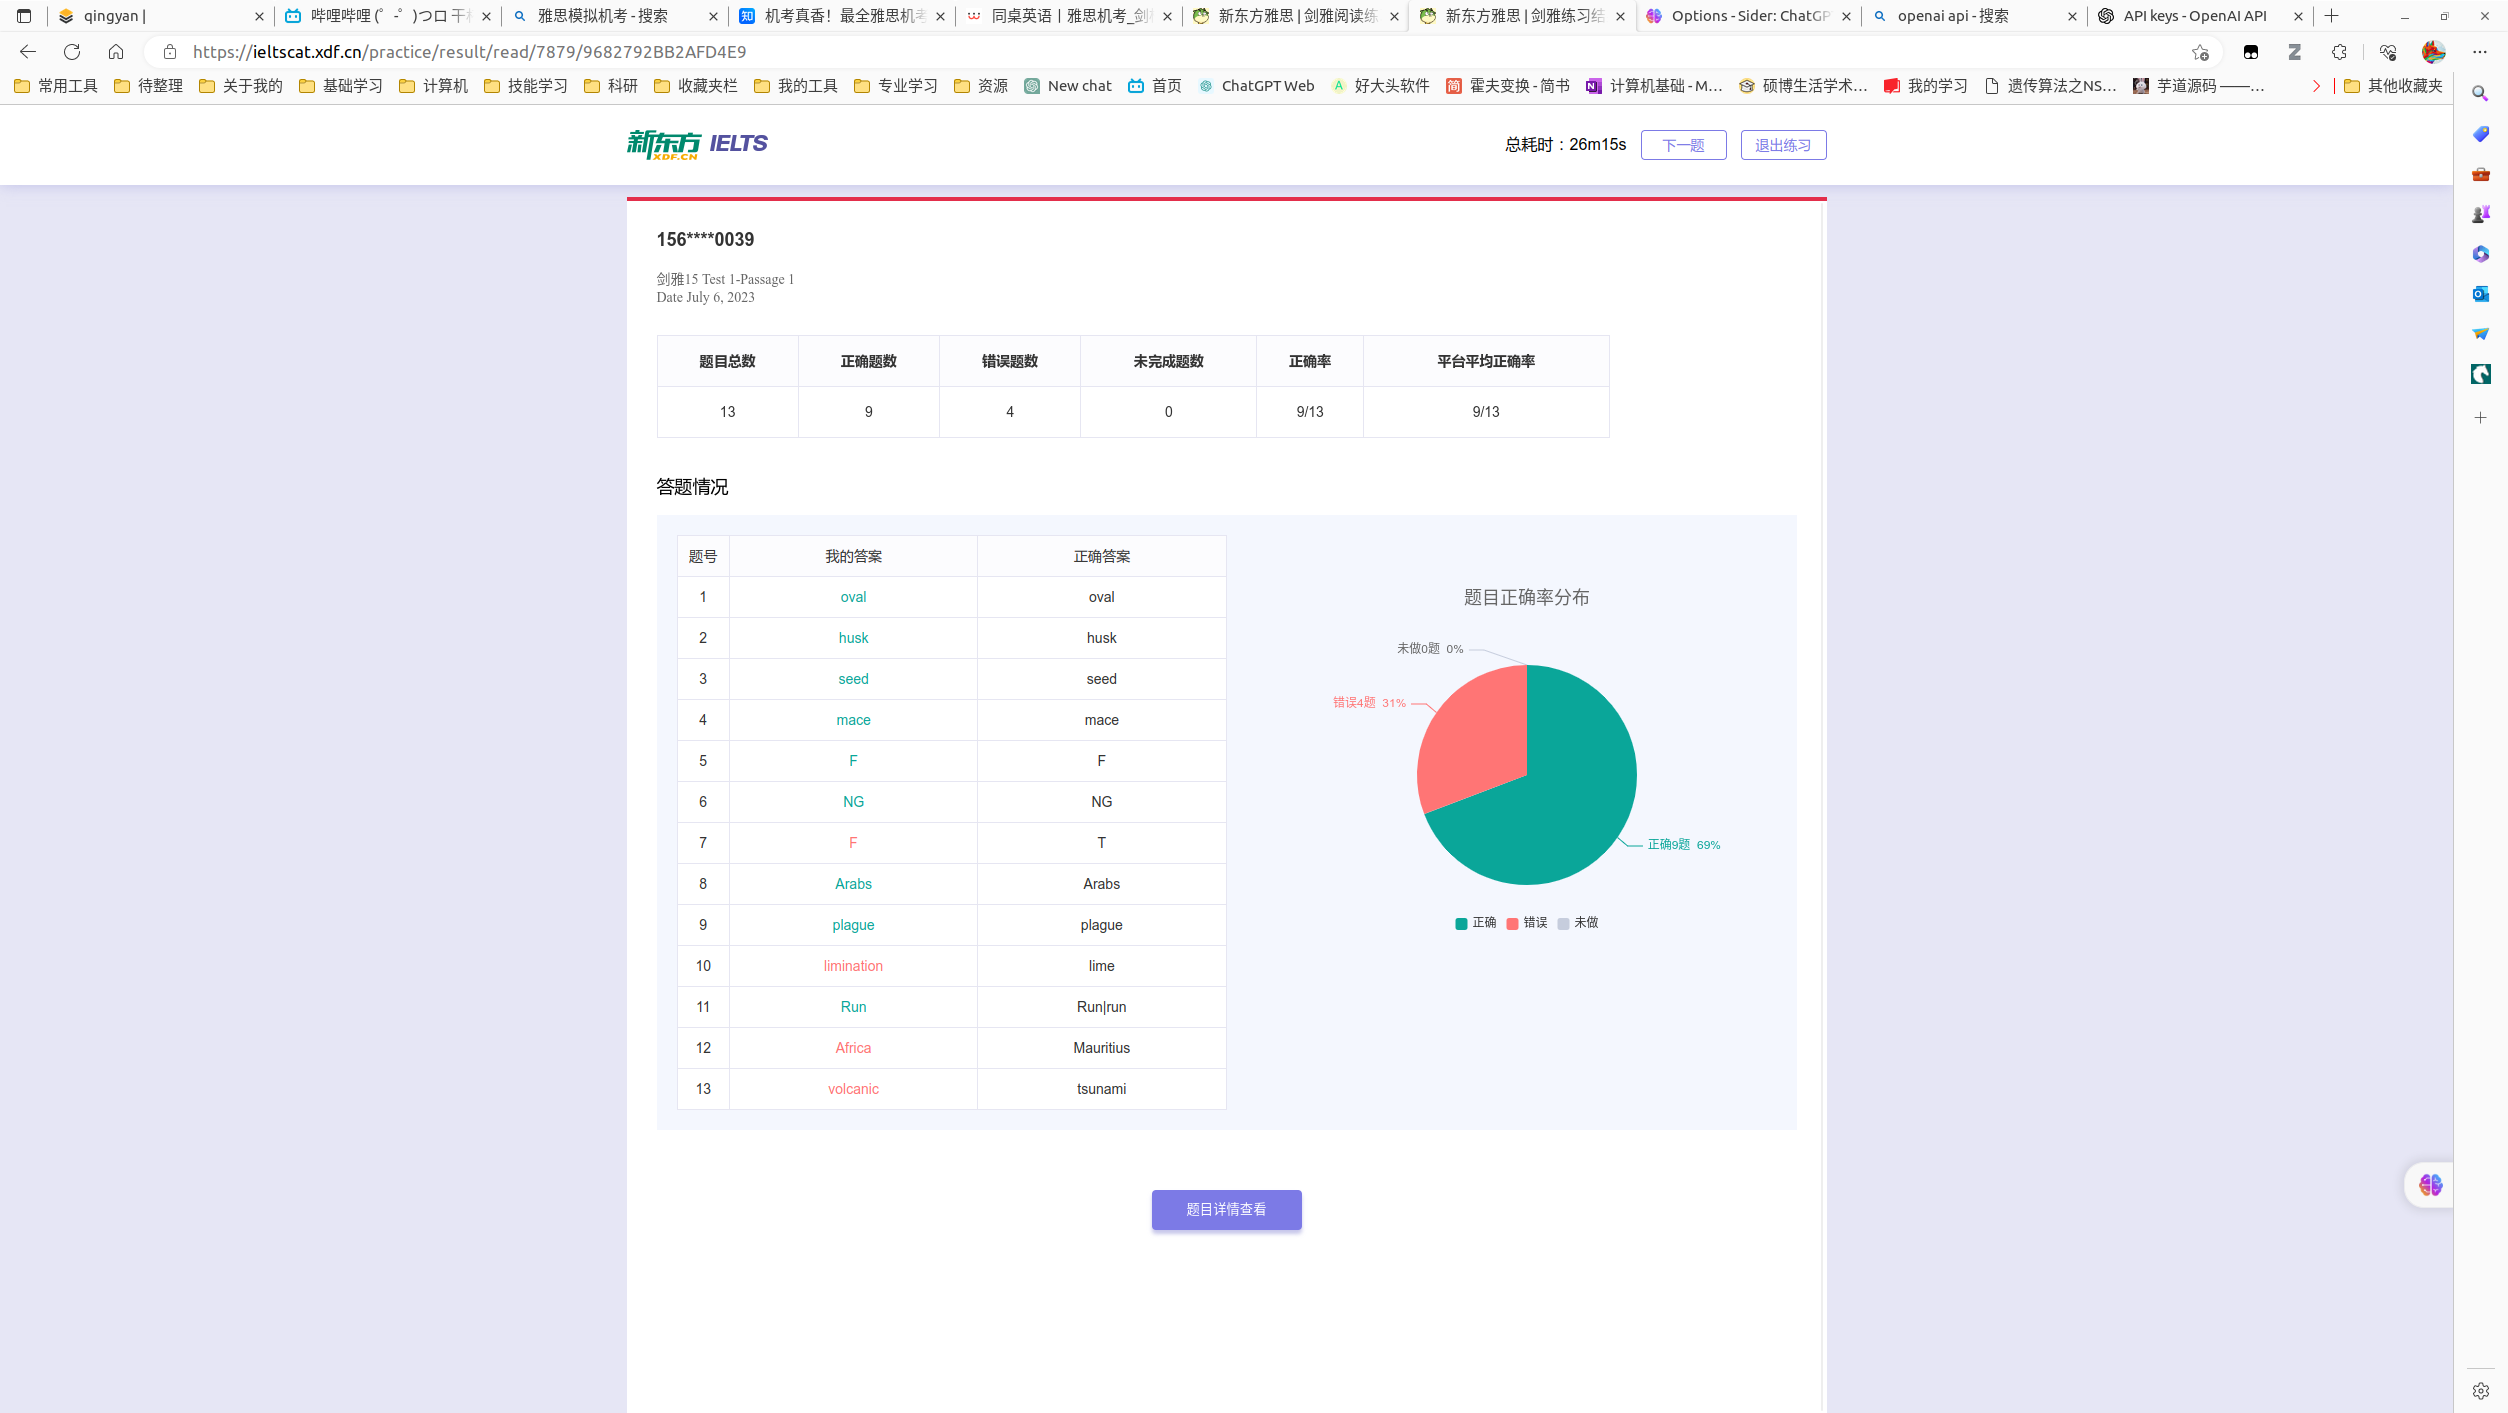 qingyan |
哔哩哔哩 (゜-゜)つロ 干
雅思模拟机考 - 搜索
机考真香！最全雅思机考
同桌英语丨雅思机考_剑
新东方雅思 | 剑雅阅读练
新东方雅思 | 剑雅练习结
Options - Sider: ChatGP
openai api - 搜索
API keys - OpenAI API
https://ieltscat.xdf.cn/practice/result/read/7879/9682792BB2AFD4E9
常用工具 待整理 关于我的 基础学习 计算机 技能学习 科研 收藏夹栏 我的工具 专业学习 资源 New chat 首页 ChatGPT Web 好大头软件 霍夫变换 - 简书 计算机基础 - M... 硕博生活学术... 我的学习 遗传算法之NS... 芋道源码 ——... 其他收藏夹
新东方 XDF.CN IELTS
总耗时：26m15s 下一题 退出练习
156****0039
剑雅15 Test 1-Passage 1
Date July 6, 2023
题目总数 正确题数 错误题数 未完成题数 正确率 平台平均正确率
13 9 4 0 9/13 9/13
答题情况
题号 我的答案 正确答案
1 oval oval
2 husk husk
3 seed seed
4 mace mace
5 F F
6 NG NG
7 F T
8 Arabs Arabs
9 plague plague
10 limination lime
11 Run Run|run
12 Africa Mauritius
13 volcanic tsunami
题目正确率分布
未做0题 0%
错误4题 31%
正确9题 69%
正确 错误 未做
题目详情查看